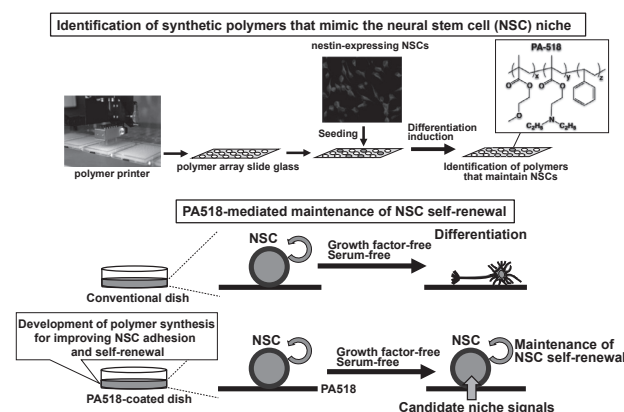 Identification of synthetic polymers that mimic the neural stem cell (NSC) niche
nestin-expressing NSCs
PA-518
x
y
z
O
O
O
O
O
N
C₂H₅
C₂H₅
Seeding
Differentiation
induction
polymer printer
polymer array slide glass
Identification of polymers
that maintain NSCs
PA518-mediated maintenance of NSC self-renewal
NSC
Growth factor-free
Serum-free
Differentiation
Conventional dish
Development of polymer synthesis
for improving NSC adhesion
and self-renewal
NSC
Growth factor-free
Serum-free
NSC
Maintenance of
NSC self-renewal
PA518
PA518-coated dish
Candidate niche signals